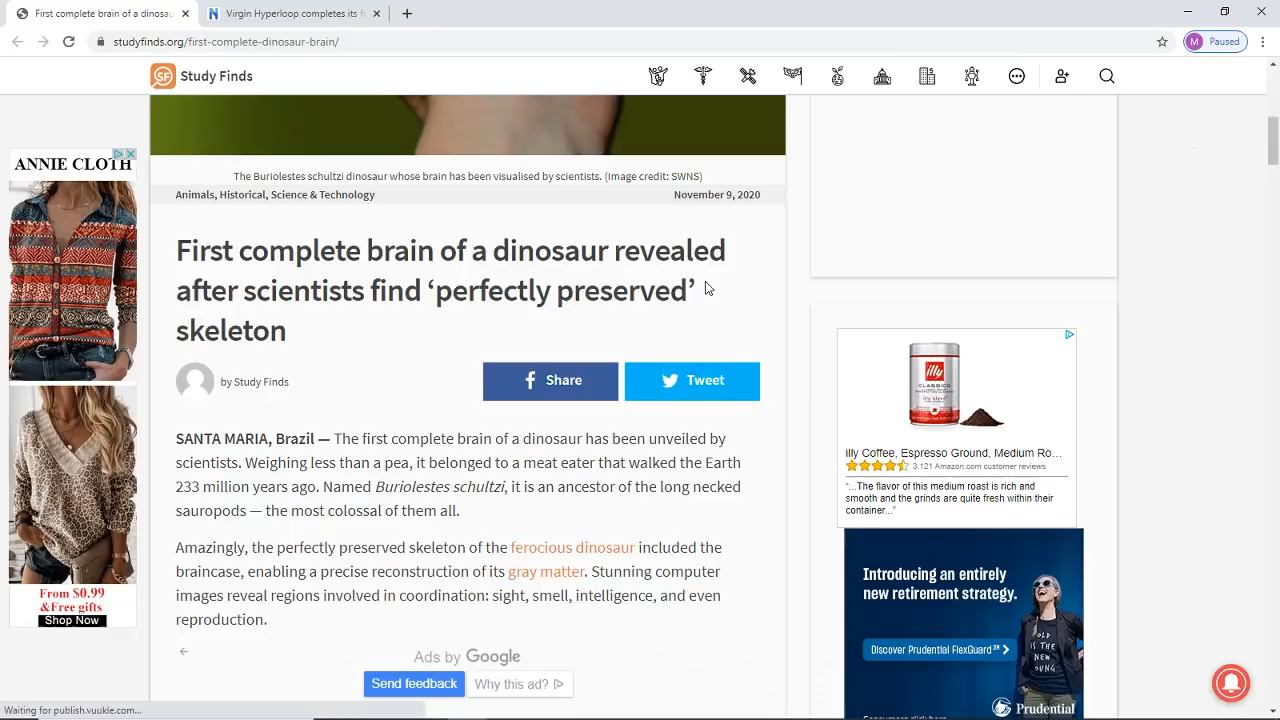 First complete brain of a dinosau
Virgin Hyperloop completes its f
studyfinds.org/first-complete-dinosaur-brain/
M Paused
SF Study Finds
ANNIE CLOTH
From $0.99
&Free gifts
Shop Now
The Buriolestes schultzi dinosaur whose brain has been visualised by scientists. (Image credit: SWNS)
Animals, Historical, Science & Technology
November 9, 2020
First complete brain of a dinosaur revealed
after scientists find ‘perfectly preserved’
skeleton
by Study Finds
Share
Tweet
SANTA MARIA, Brazil — The first complete brain of a dinosaur has been unveiled by
scientists. Weighing less than a pea, it belonged to a meat eater that walked the Earth
233 million years ago. Named Buriolestes schultzi, it is an ancestor of the long necked
sauropods — the most colossal of them all.
Amazingly, the perfectly preserved skeleton of the ferocious dinosaur included the
braincase, enabling a precise reconstruction of its gray matter. Stunning computer
images reveal regions involved in coordination: sight, smell, intelligence, and even
reproduction.
Ads by Google
Send feedback
Why this ad?
illy
CLASSICO
illy Coffee, Espresso Ground, Medium Ro...
3,121 Amazon.com customer reviews
“...The flavor of this medium roast is rich and
smooth and the grinds are quite fresh within their
container...”
Introducing an entirely
new retirement strategy.
Discover Prudential FlexGuard℠
OLD
IS THE
NEW
YOUNG
Prudential
Waiting for publish.vuukle.com...